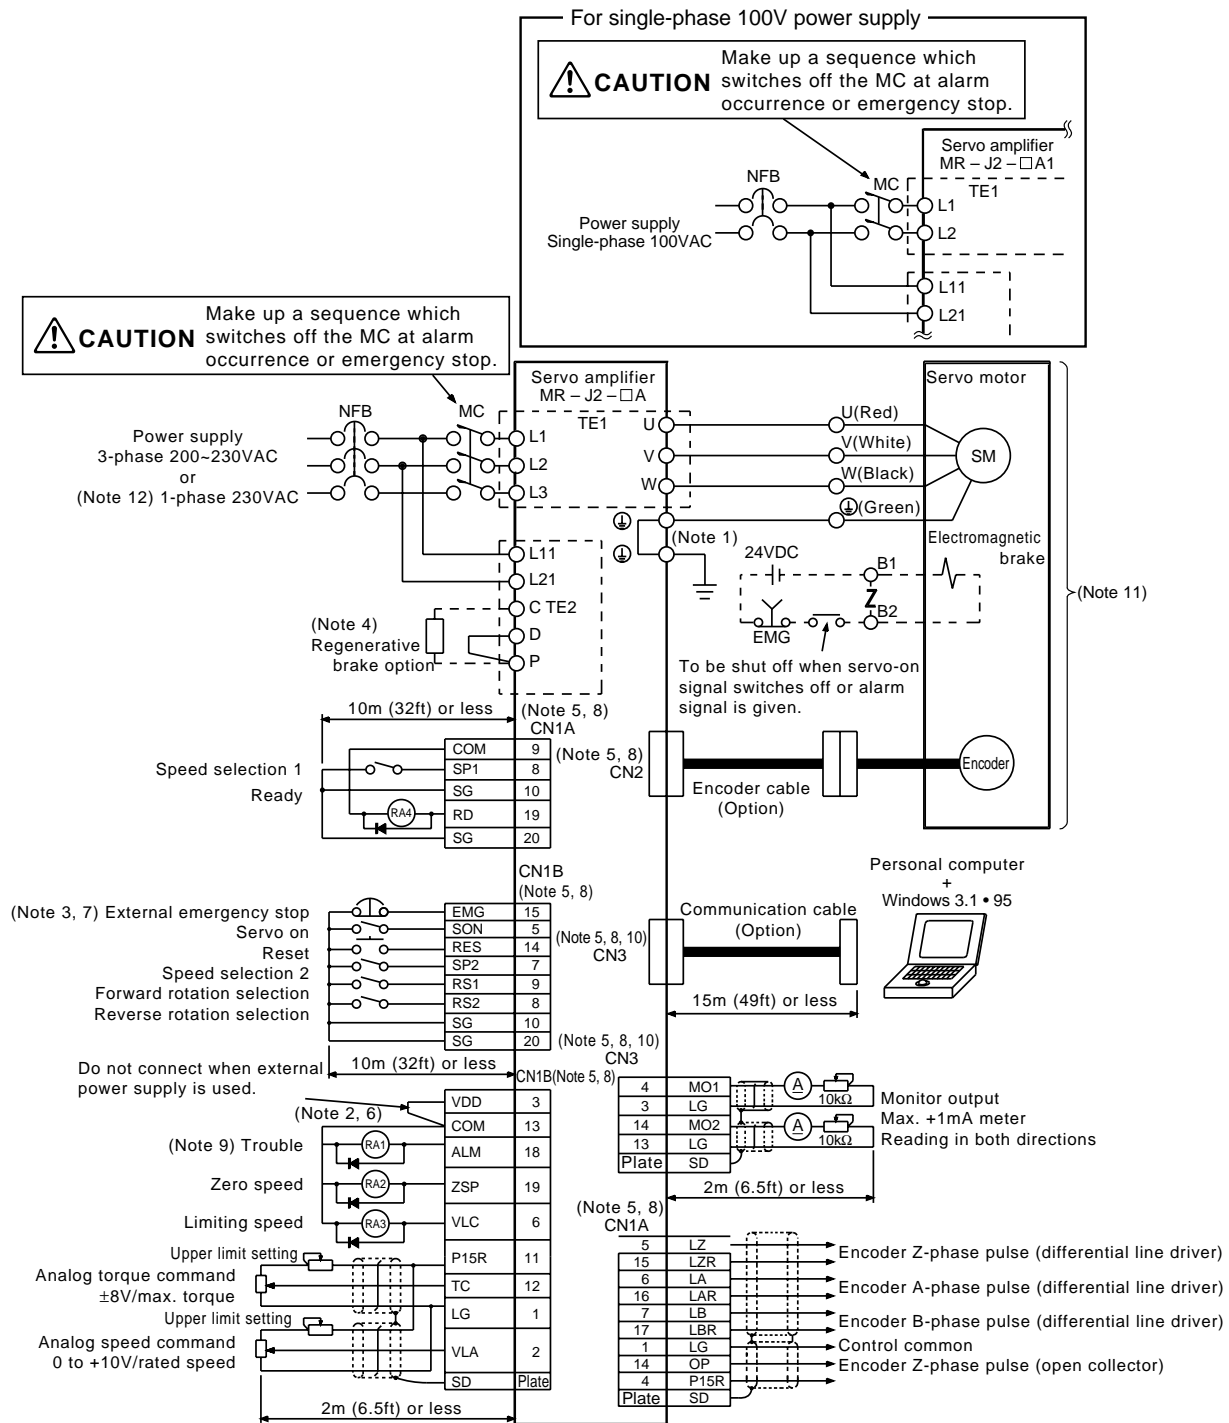 For single-phase 100V power supply
CAUTION
Make up a sequence which
switches off the MC at alarm
occurrence or emergency stop.
Servo amplifier
MR – J2 – □ A1
TE1
NFB
MC
L1
L2
Power supply
Single-phase 100VAC
L11
L21
CAUTION
Make up a sequence which
switches off the MC at alarm
occurrence or emergency stop.
Servo amplifier
MR – J2 – □ A
Servo motor
NFB
MC
TE1
Power supply
3-phase 200~230VAC
or
(Note 12) 1-phase 230VAC
L1
L2
L3
U
V
W
U(Red)
V(White)
W(Black)
(Green)
SM
(Note 1)
L11
L21
C TE2
D
P
(Note 4)
Regenerative
brake option
24VDC
B1
Z
B2
EMG
Electromagnetic
brake
(Note 11)
To be shut off when servo-on
signal switches off or alarm
signal is given.
10m (32ft) or less
(Note 5, 8)
CN1A
COM 9
SP1 8
SG 10
RD 19
SG 20
Speed selection 1
Ready
RA4
(Note 5, 8)
CN2
Encoder cable
(Option)
Encoder
CN1B
(Note 5, 8)
(Note 3, 7) External emergency stop
Servo on
Reset
Speed selection 2
Forward rotation selection
Reverse rotation selection
EMG 15
SON 5
RES 14
SP2 7
RS1 9
RS2 8
SG 10
SG 20
10m (32ft) or less
(Note 5, 8, 10)
CN3
Communication cable
(Option)
15m (49ft) or less
Personal computer
+
Windows 3.1 • 95
Do not connect when external
power supply is used.
CN1B(Note 5, 8)
(Note 2, 6)
VDD 3
COM 13
ALM 18
ZSP 19
VLC 6
P15R 11
TC 12
LG 1
VLA 2
SD Plate
(Note 9) Trouble
RA1
Zero speed
RA2
Limiting speed
RA3
Upper limit setting
Analog torque command
±8V/max. torque
Upper limit setting
Analog speed command
0 to +10V/rated speed
2m (6.5ft) or less
(Note 5, 8, 10)
CN3
4 MO1
3 LG
14 MO2
13 LG
Plate SD
A
10kΩ
A
10kΩ
Monitor output
Max. +1mA meter
Reading in both directions
2m (6.5ft) or less
(Note 5, 8)
CN1A
5 LZ
15 LZR
6 LA
16 LAR
7 LB
17 LBR
1 LG
14 OP
4 P15R
Plate SD
Encoder Z-phase pulse (differential line driver)
Encoder A-phase pulse (differential line driver)
Encoder B-phase pulse (differential line driver)
Control common
Encoder Z-phase pulse (open collector)